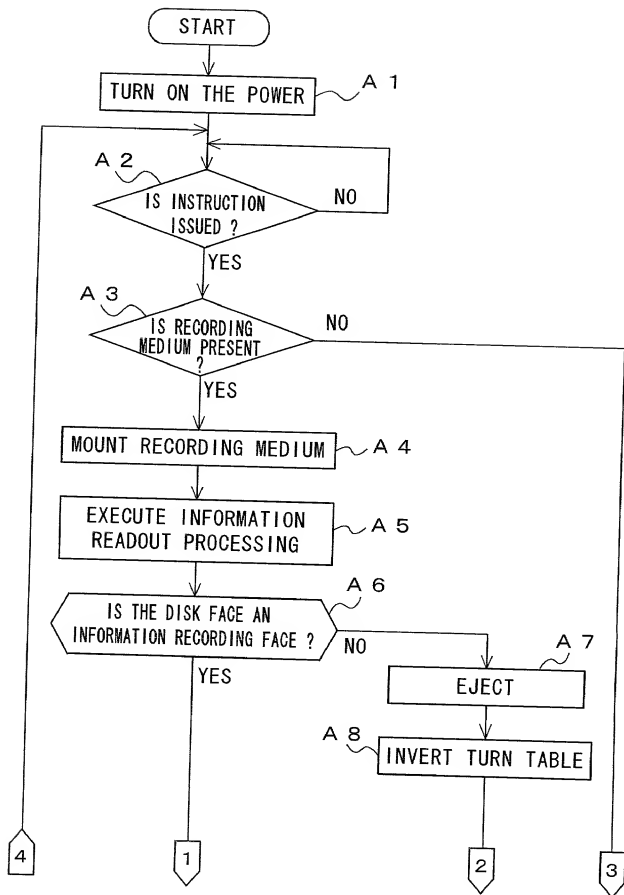 START
TURN ON THE POWER
A 1
A 2
IS INSTRUCTION
ISSUED ?
NO
YES
A 3
IS RECORDING
MEDIUM PRESENT
?
NO
YES
MOUNT RECORDING MEDIUM
A 4
EXECUTE INFORMATION
READOUT PROCESSING
A 5
A 6
IS THE DISK FACE AN
INFORMATION RECORDING FACE ?
NO
YES
A 7
EJECT
A 8
INVERT TURN TABLE
4
1
2
3